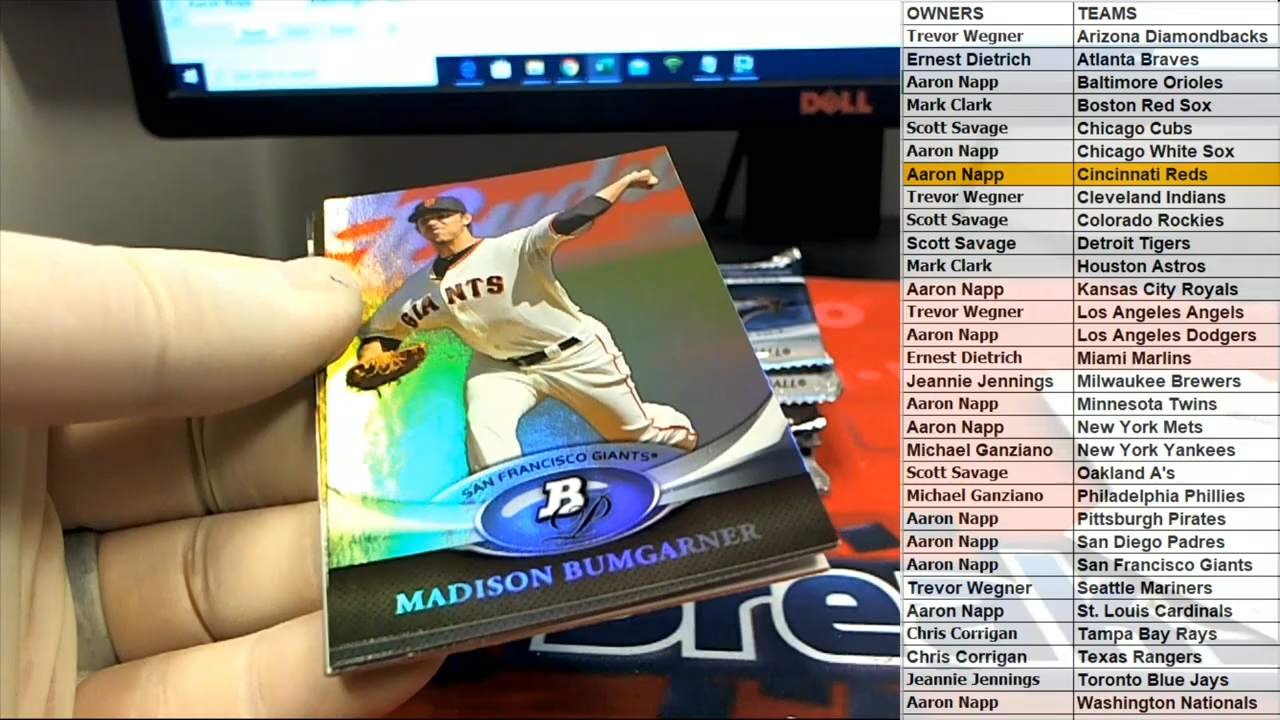 DELL
Bud
GIANTS
SAN FRANCISCO GIANTS®
BP
MADISON BUMGARNER
Bre
OWNERS TEAMS
Trevor Wegner Arizona Diamondbacks
Ernest Dietrich Atlanta Braves
Aaron Napp Baltimore Orioles
Mark Clark Boston Red Sox
Scott Savage Chicago Cubs
Aaron Napp Chicago White Sox
Aaron Napp Cincinnati Reds
Trevor Wegner Cleveland Indians
Scott Savage Colorado Rockies
Scott Savage Detroit Tigers
Mark Clark Houston Astros
Aaron Napp Kansas City Royals
Trevor Wegner Los Angeles Angels
Aaron Napp Los Angeles Dodgers
Ernest Dietrich Miami Marlins
Jeannie Jennings Milwaukee Brewers
Aaron Napp Minnesota Twins
Aaron Napp New York Mets
Michael Ganziano New York Yankees
Scott Savage Oakland A's
Michael Ganziano Philadelphia Phillies
Aaron Napp Pittsburgh Pirates
Aaron Napp San Diego Padres
Aaron Napp San Francisco Giants
Trevor Wegner Seattle Mariners
Aaron Napp St. Louis Cardinals
Chris Corrigan Tampa Bay Rays
Chris Corrigan Texas Rangers
Jeannie Jennings Toronto Blue Jays
Aaron Napp Washington Nationals